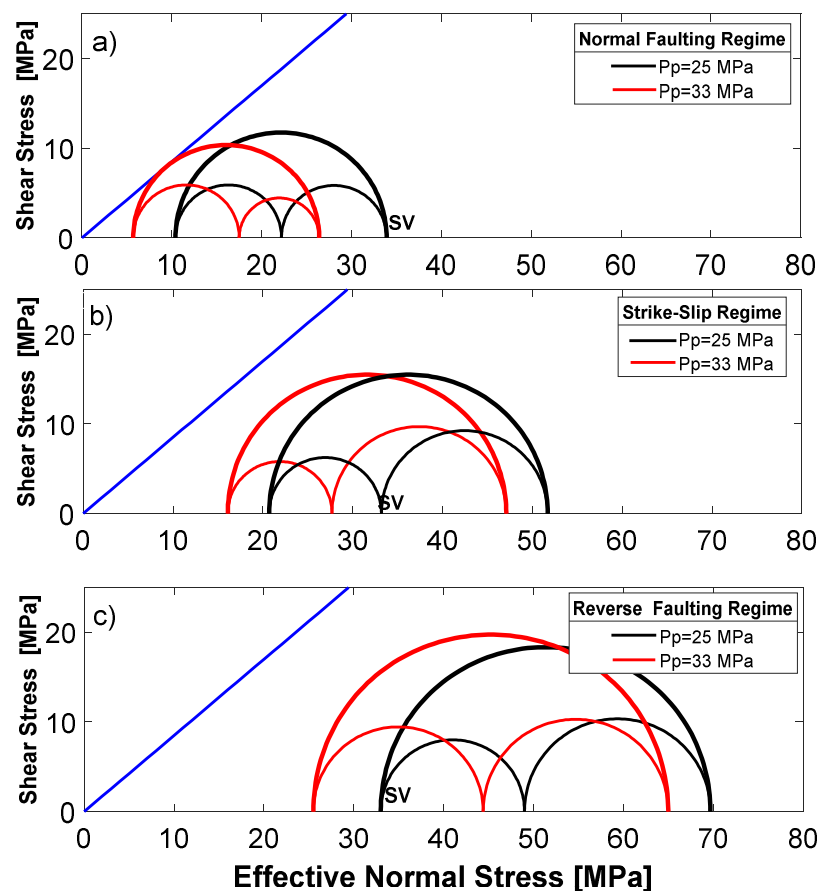 a)
Normal Faulting Regime
Pp=25 MPa
Pp=33 MPa
Shear Stress [MPa]
20
10
0
SV
0 10 20 30 40 50 60 70 80
b)
Strike-Slip Regime
Pp=25 MPa
Pp=33 MPa
Shear Stress [MPa]
20
10
0
SV
0 10 20 30 40 50 60 70 80
c)
Reverse Faulting Regime
Pp=25 MPa
Pp=33 MPa
Shear Stress [MPa]
20
10
0
SV
0 10 20 30 40 50 60 70 80
Effective Normal Stress [MPa]